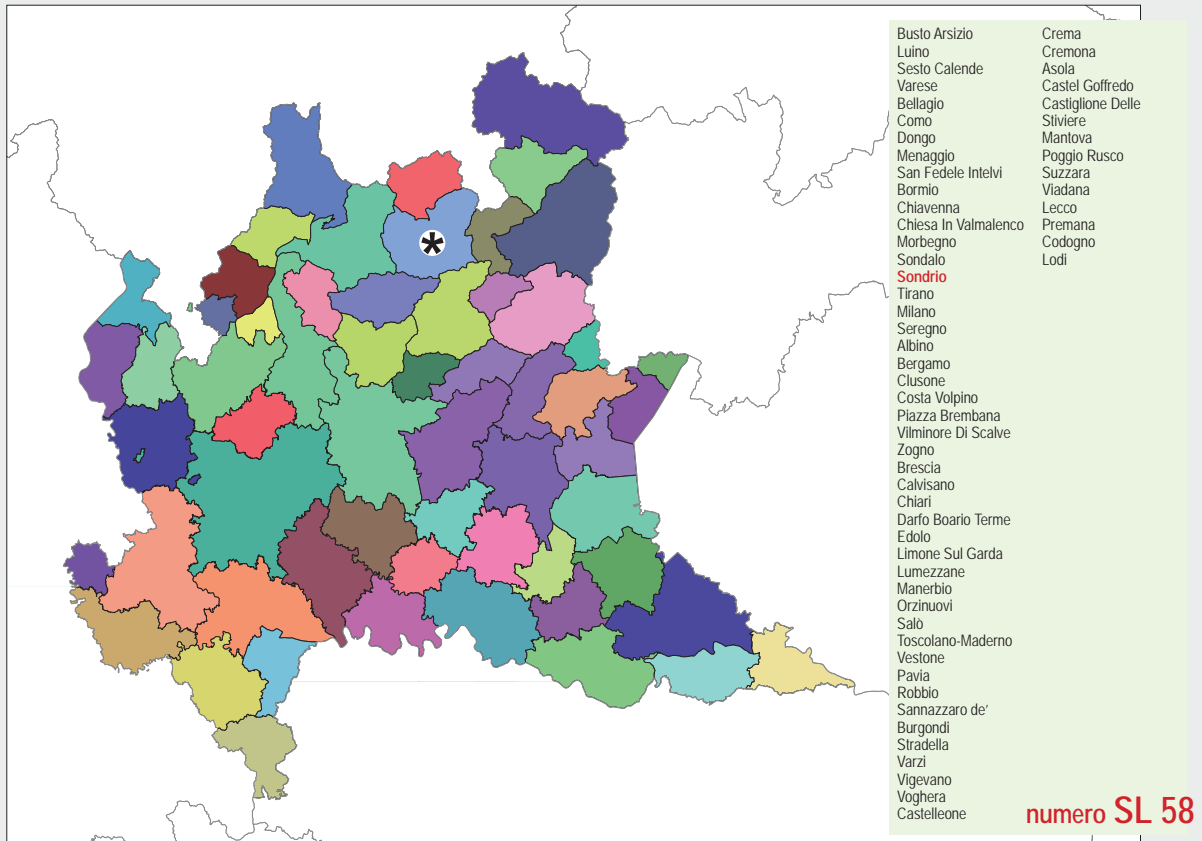 Busto Arsizio
Luino
Sesto Calende
Varese
Bellagio
Como
Dongo
Menaggio
San Fedele Intelvi
Bormio
Chiavenna
Chiesa In Valmalenco
Morbegno
Sondalo
Sondrio
Tirano
Milano
Seregno
Albino
Bergamo
Clusone
Costa Volpino
Piazza Brembana
Vilminore Di Scalve
Zogno
Brescia
Calvisano
Chiari
Darfo Boario Terme
Edolo
Limone Sul Garda
Lumezzane
Manerbio
Orzinuovi
Salò
Toscolano-Maderno
Vestone
Pavia
Robbio
Sannazzaro de'
Burgondi
Stradella
Varzi
Vigevano
Voghera
Castelleone
Crema
Cremona
Asola
Castel Goffredo
Castiglione Delle
Stiviere
Mantova
Poggio Rusco
Suzzara
Viadana
Lecco
Premana
Codogno
Lodi
numero SL 58
*